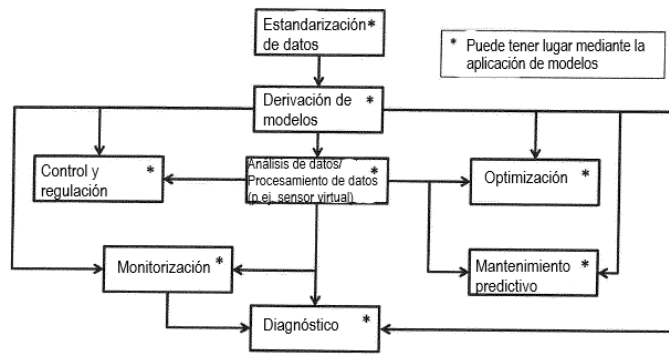 Estandarización *
de datos
* Puede tener lugar mediante la
aplicación de modelos
Derivación de *
modelos
Control y *
regulación
Análisis de datos/
Procesamiento de datos *
(p.ej. sensor virtual)
Optimización *
Monitorización *
Mantenimiento
predictivo *
Diagnóstico *